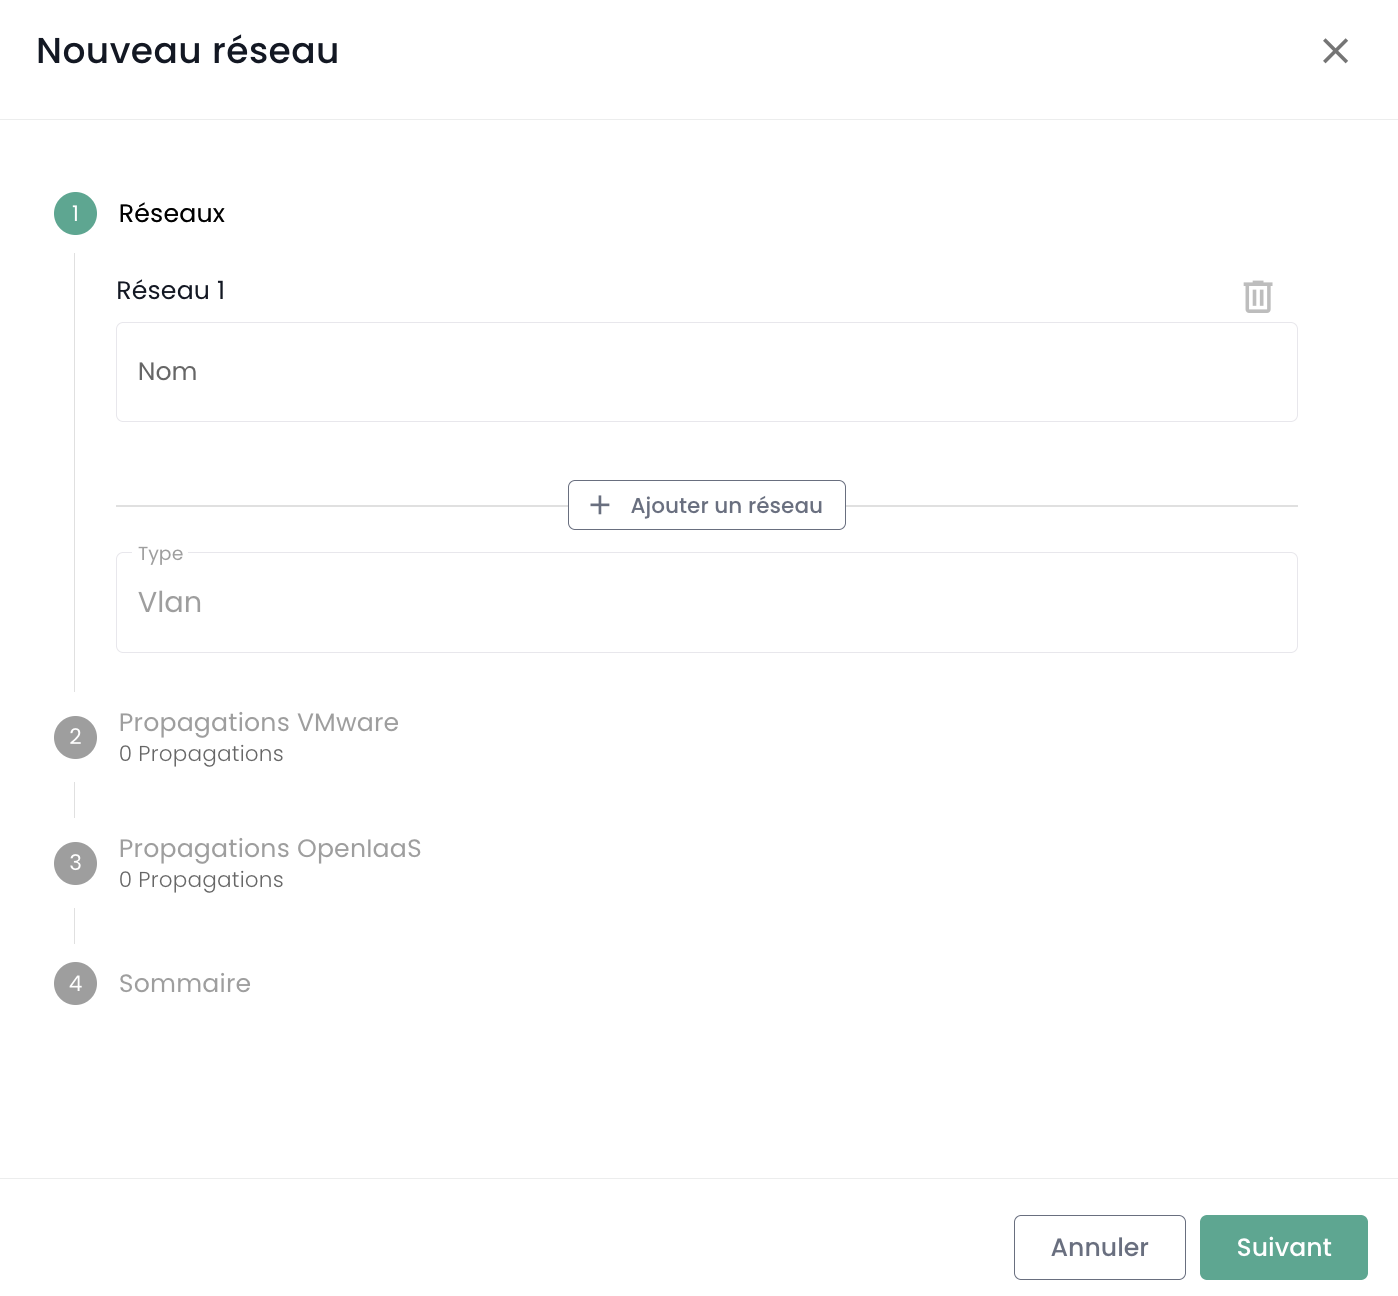 Nouveau réseau
1 Réseaux
Réseau 1
Nom
Ajouter un réseau
Type
Vlan
2 Propagations VMware
0 Propagations
3 Propagations OpenIaaS
0 Propagations
4 Sommaire
Annuler Suivant